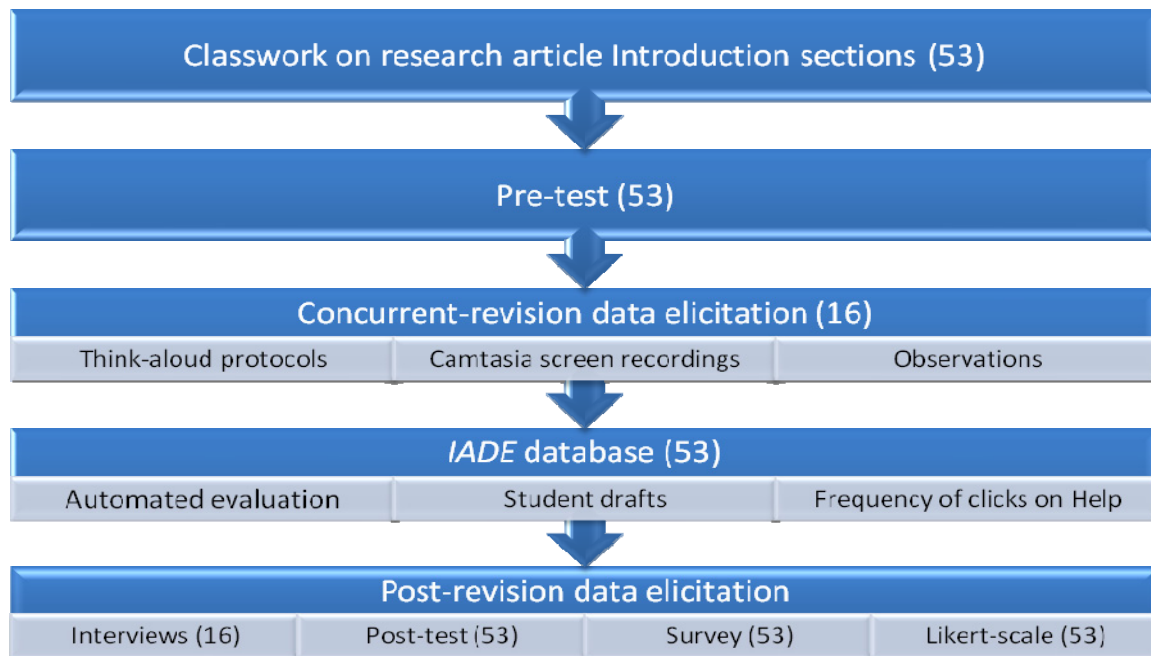 Classwork on research article Introduction sections (53)
Pre-test (53)
Concurrent-revision data elicitation (16)
Think-aloud protocols
Camtasia screen recordings
Observations
IADE database (53)
Automated evaluation
Student drafts
Frequency of clicks on Help
Post-revision data elicitation
Interviews (16)
Post-test (53)
Survey (53)
Likert-scale (53)